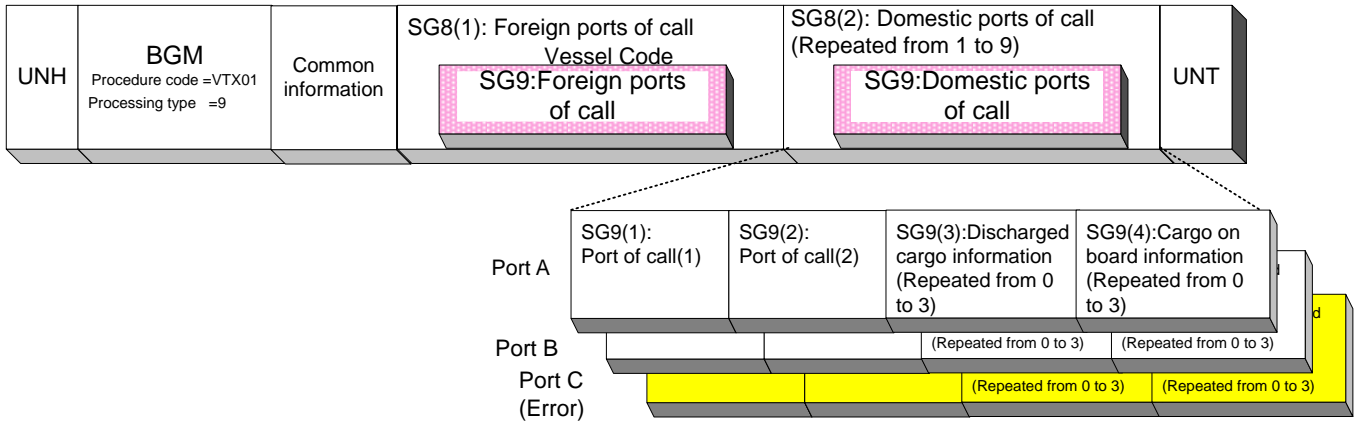 UNH
BGM
Procedure code =VTX01
Processing type =9
Common
information
SG8(1): Foreign ports of call
Vessel Code
SG9:Foreign ports
of call
SG8(2): Domestic ports of call
(Repeated from 1 to 9)
SG9:Domestic ports
of call
UNT
Port A
SG9(1):
Port of call(1)
SG9(2):
Port of call(2)
SG9(3):Discharged
cargo information
(Repeated from 0
to 3)
SG9(4):Cargo on
board information
(Repeated from 0
to 3)
Port B
(Repeated from 0 to 3)
(Repeated from 0 to 3)
Port C
(Error)
(Repeated from 0 to 3)
(Repeated from 0 to 3)